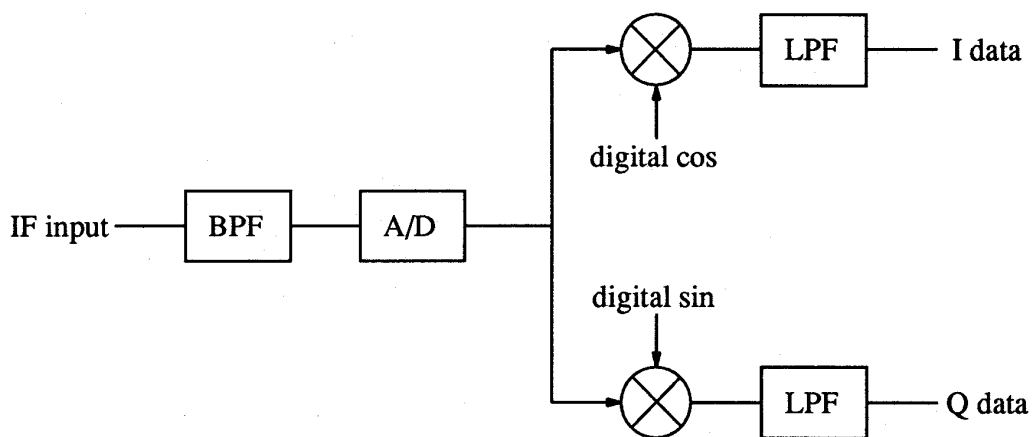 LPF
I data
digital cos
IF input
BPF
A/D
digital sin
LPF
Q data